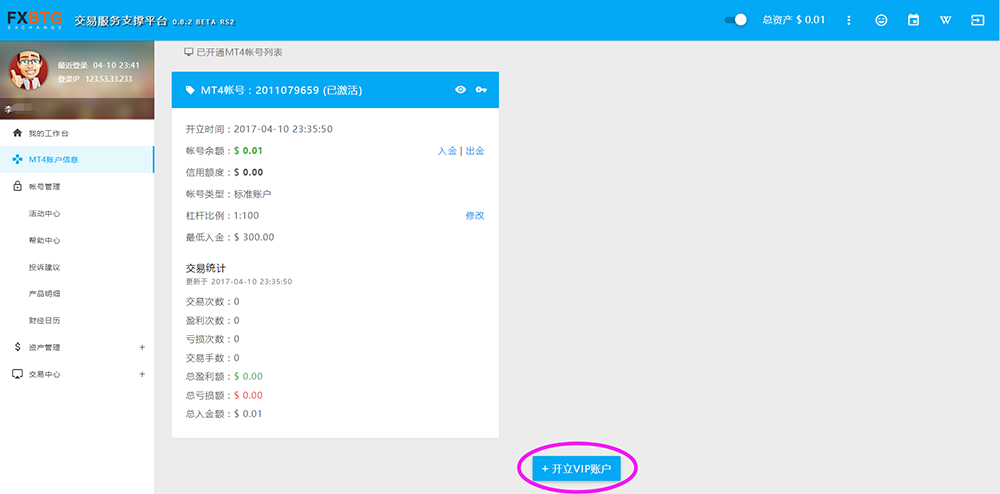 FXBTG
EXCHANGE
交易服务支撑平台 0.8.2 BETA RS2
总资产 $ 0.01
最近登录 04-10 23:41
登录IP 123.53.33.233
李
我的工作台
MT4账户信息
帐号管理
活动中心
帮助中心
投诉建议
产品明细
财经日历
资产管理 +
交易中心 +
已开通MT4帐号列表
MT4帐号：2011079659 (已激活)
开立时间：2017-04-10 23:35:50
帐号余额：$ 0.01 入金 | 出金
信用额度：$ 0.00
帐号类型：标准账户
杠杆比例：1:100 修改
最低入金：$ 300.00
交易统计
更新于 2017-04-10 23:35:50
交易次数：0
盈利次数：0
亏损次数：0
交易手数：0
总盈利额：$ 0.00
总亏损额：$ 0.00
总入金额：$ 0.01
+ 开立VIP账户